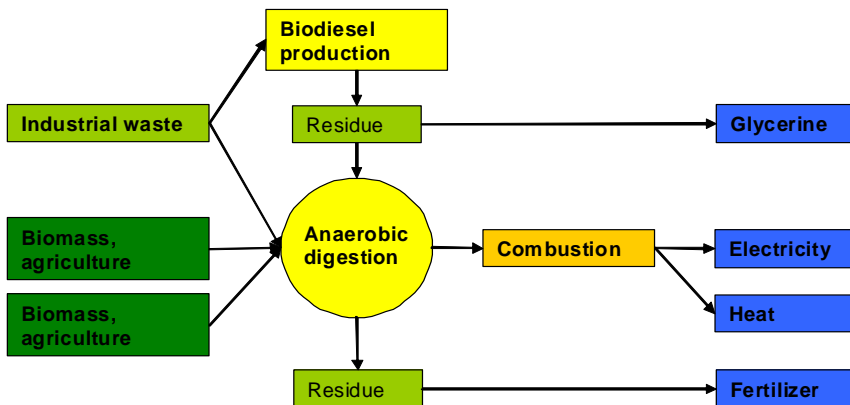 Biodiesel
production
Industrial waste
Residue
Glycerine
Biomass,
agriculture
Anaerobic
digestion
Combustion
Electricity
Biomass,
agriculture
Heat
Residue
Fertilizer